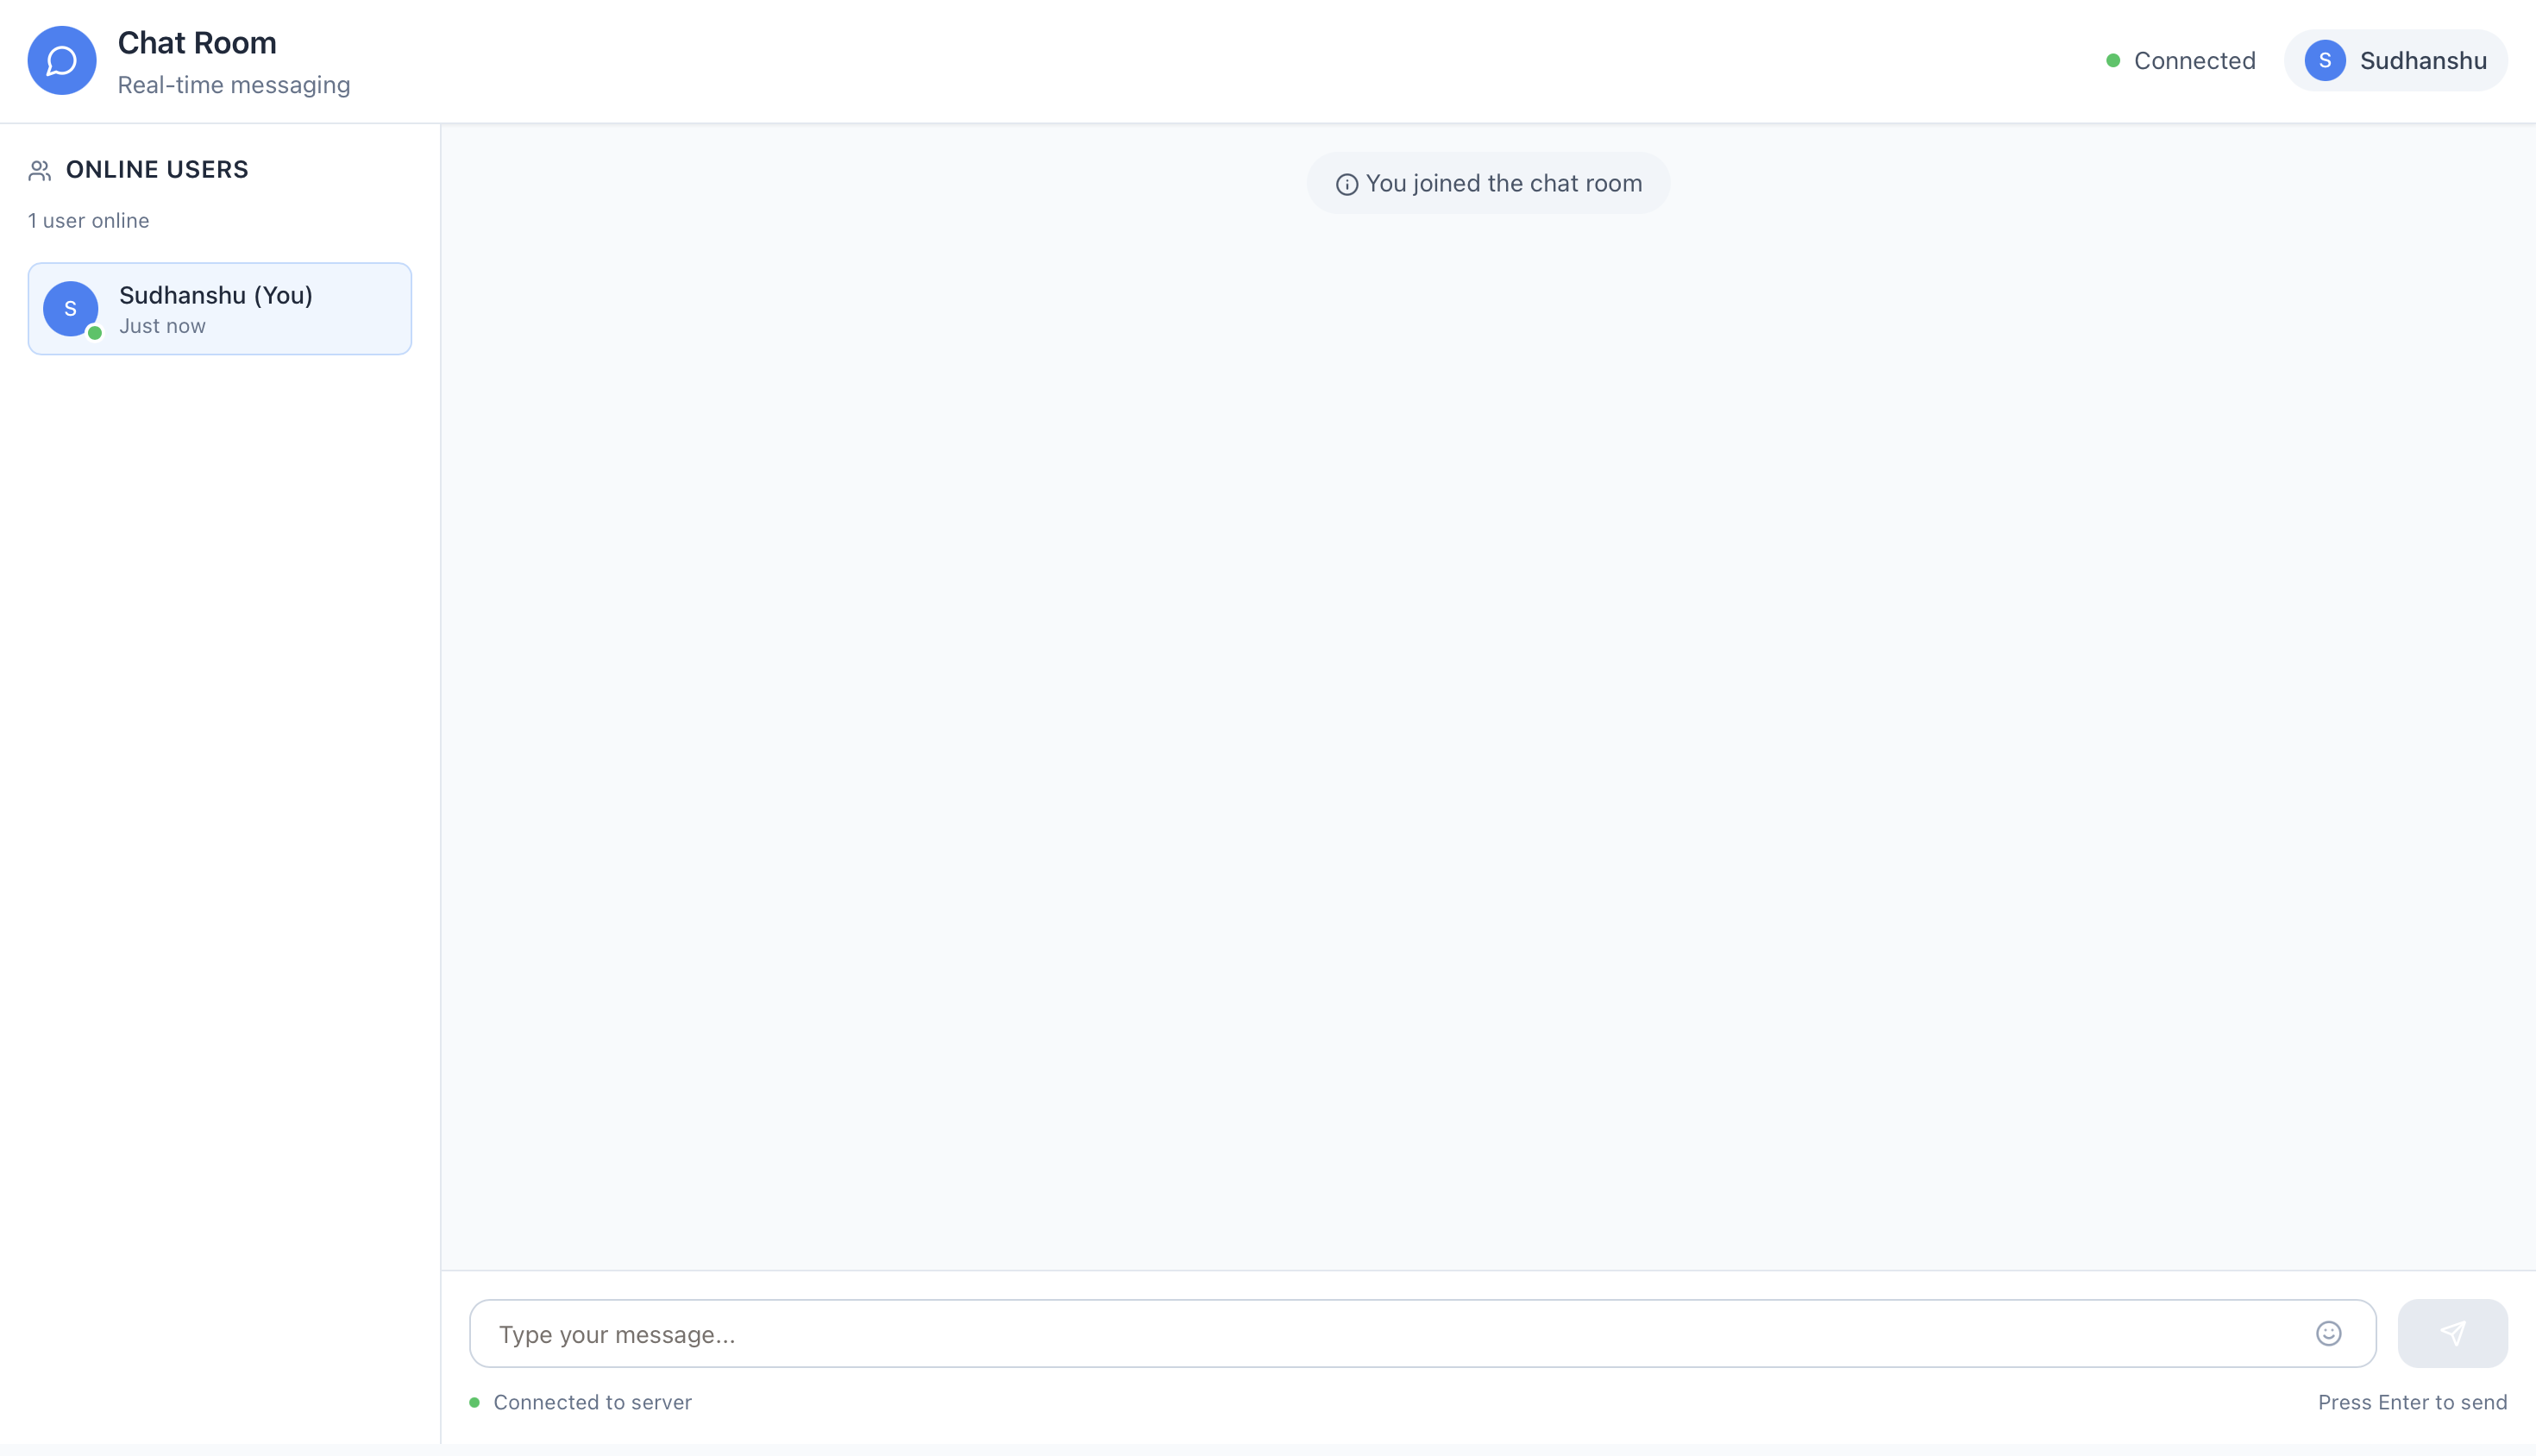 Chat Room
Real-time messaging
Connected
S
Sudhanshu
ONLINE USERS
1 user online
S
Sudhanshu (You)
Just now
You joined the chat room
Type your message...
Connected to server
Press Enter to send